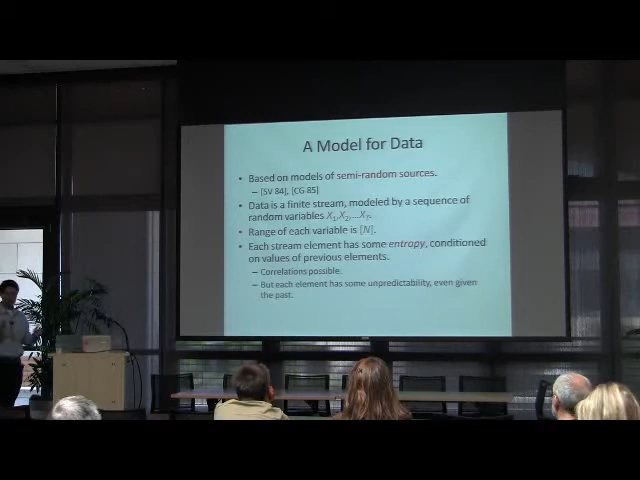 A Model for Data
• Based on models of semi-random sources.
– [SV 84], [CG 85]
• Data is a finite stream, modeled by a sequence of
random variables X₁,X₂,...X_T.
• Range of each variable is [N].
• Each stream element has some entropy, conditioned
on values of previous elements.
– Correlations possible.
– But each element has some unpredictability, even given
the past.